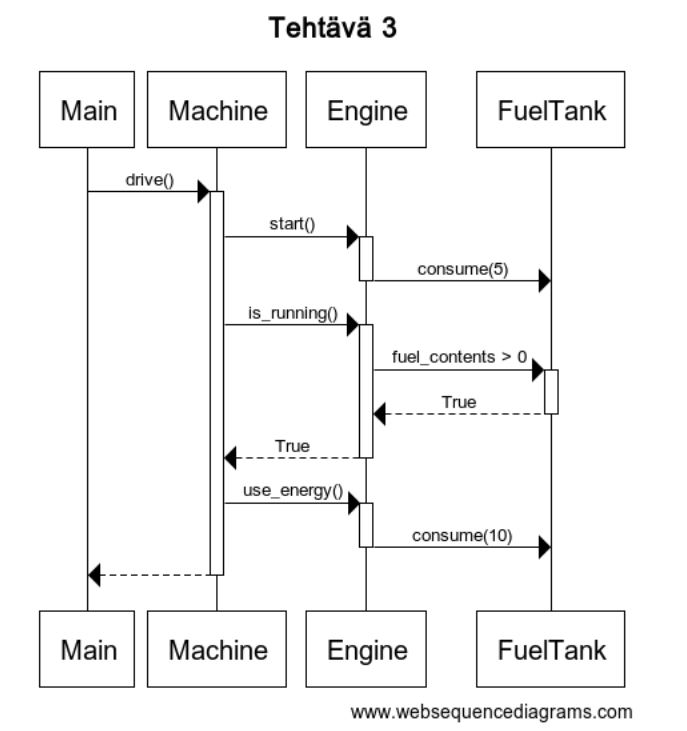 Tehtävä 3
Main Machine Engine FuelTank
drive()
start()
consume(5)
is_running()
fuel_contents > 0
True
True
use_energy()
consume(10)
Main Machine Engine FuelTank
www.websequencediagrams.com